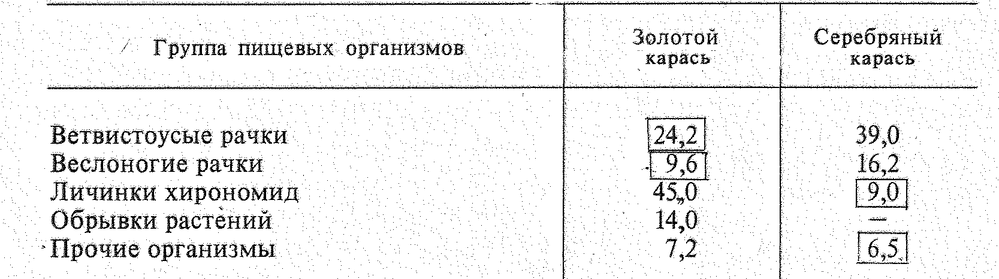 Группа пищевых организмов Золотой карась Серебряный карась
Ветвистоусые рачки 24,2 39,0
Веслоногие рачки 9,6 16,2
Личинки хирономид 45,0 9,0
Обрывки растений 14,0 —
Прочие организмы 7,2 6,5